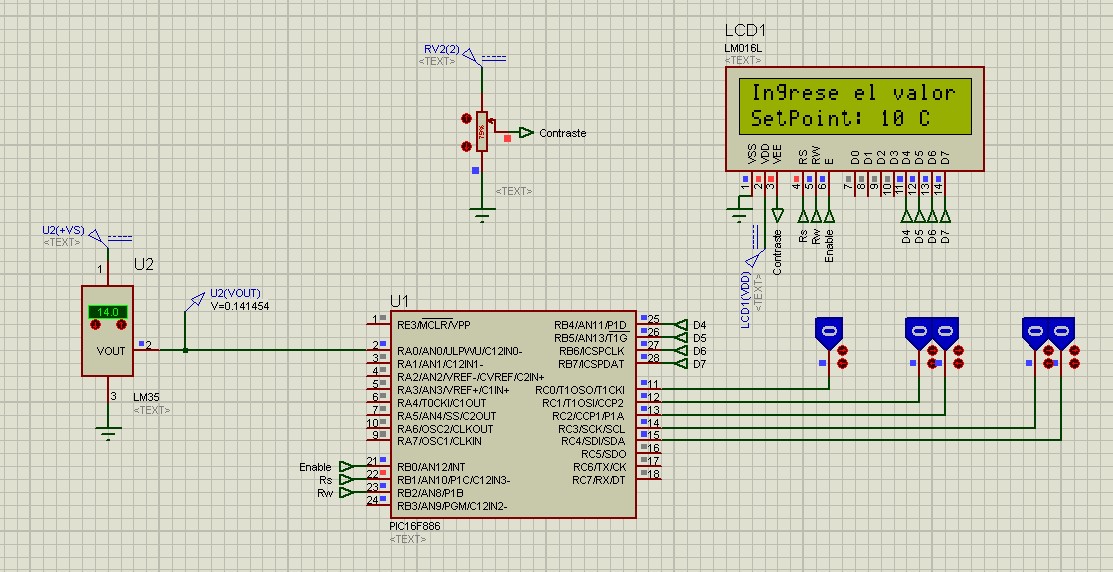 LCD1
LM016L
<TEXT>
Ingrese el valor
SetPoint: 10 C
VSS
VDD
VEE
RS
RW
E
D0
D1
D2
D3
D4
D5
D6
D7
1
2
3
4
5
6
7
8
9
10
11
12
13
14
Contraste
Rs
Rw
Enable
D4
D5
D6
D7
LCD1(VDD)
<TEXT>
RV2(2)
<TEXT>
75%
Contraste
<TEXT>
U2(+VS)
<TEXT>
1
U2
14.0
VOUT
2
3
LM35
<TEXT>
U2(VOUT)
V=0.141454
U1
1 RE3/MCLR/VPP
2 RA0/AN0/ULPWU/C12IN0-
3 RA1/AN1/C12IN1-
4 RA2/AN2/VREF-/CVREF/C2IN+
5 RA3/AN3/VREF+/C1IN+
6 RA4/T0CKI/C1OUT
7 RA5/AN4/SS/C2OUT
10 RA6/OSC2/CLKOUT
9 RA7/OSC1/CLKIN
Enable 21 RB0/AN12/INT
Rs 22 RB1/AN10/P1C/C12IN3-
Rw 23 RB2/AN8/P1B
24 RB3/AN9/PGM/C12IN2-
RB4/AN11/P1D 25 D4
RB5/AN13/T1G 26 D5
RB6/ICSPCLK 27 D6
RB7/ICSPDAT 28 D7
RC0/T1OSO/T1CKI 11
RC1/T1OSI/CCP2 12
RC2/CCP1/P1A 13
RC3/SCK/SCL 14
RC4/SDI/SDA 15
RC5/SDO 16
RC6/TX/CK 17
RC7/RX/DT 18
PIC16F886
<TEXT>
0
0
0
0
0